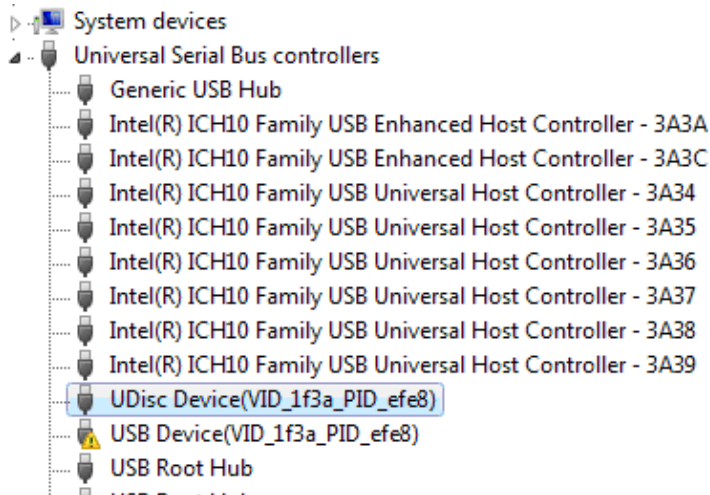 System devices
Universal Serial Bus controllers
Generic USB Hub
Intel(R) ICH10 Family USB Enhanced Host Controller - 3A3A
Intel(R) ICH10 Family USB Enhanced Host Controller - 3A3C
Intel(R) ICH10 Family USB Universal Host Controller - 3A34
Intel(R) ICH10 Family USB Universal Host Controller - 3A35
Intel(R) ICH10 Family USB Universal Host Controller - 3A36
Intel(R) ICH10 Family USB Universal Host Controller - 3A37
Intel(R) ICH10 Family USB Universal Host Controller - 3A38
Intel(R) ICH10 Family USB Universal Host Controller - 3A39
UDisc Device(VID_1f3a_PID_efe8)
USB Device(VID_1f3a_PID_efe8)
USB Root Hub